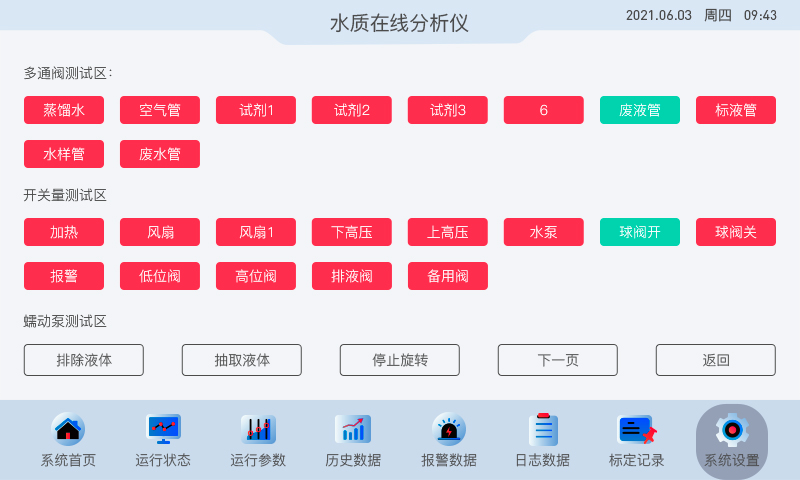 水质在线分析仪
2021.06.03 周四 09:43
多通阀测试区:
蒸馏水 空气管 试剂1 试剂2 试剂3 6 废液管 标液管
水样管 废水管
开关量测试区
加热 风扇 风扇1 下高压 上高压 水泵 球阀开 球阀关
报警 低位阀 高位阀 排液阀 备用阀
蠕动泵测试区
排除液体 抽取液体 停止旋转 下一页 返回
系统首页 运行状态 运行参数 历史数据 报警数据 日志数据 标定记录 系统设置